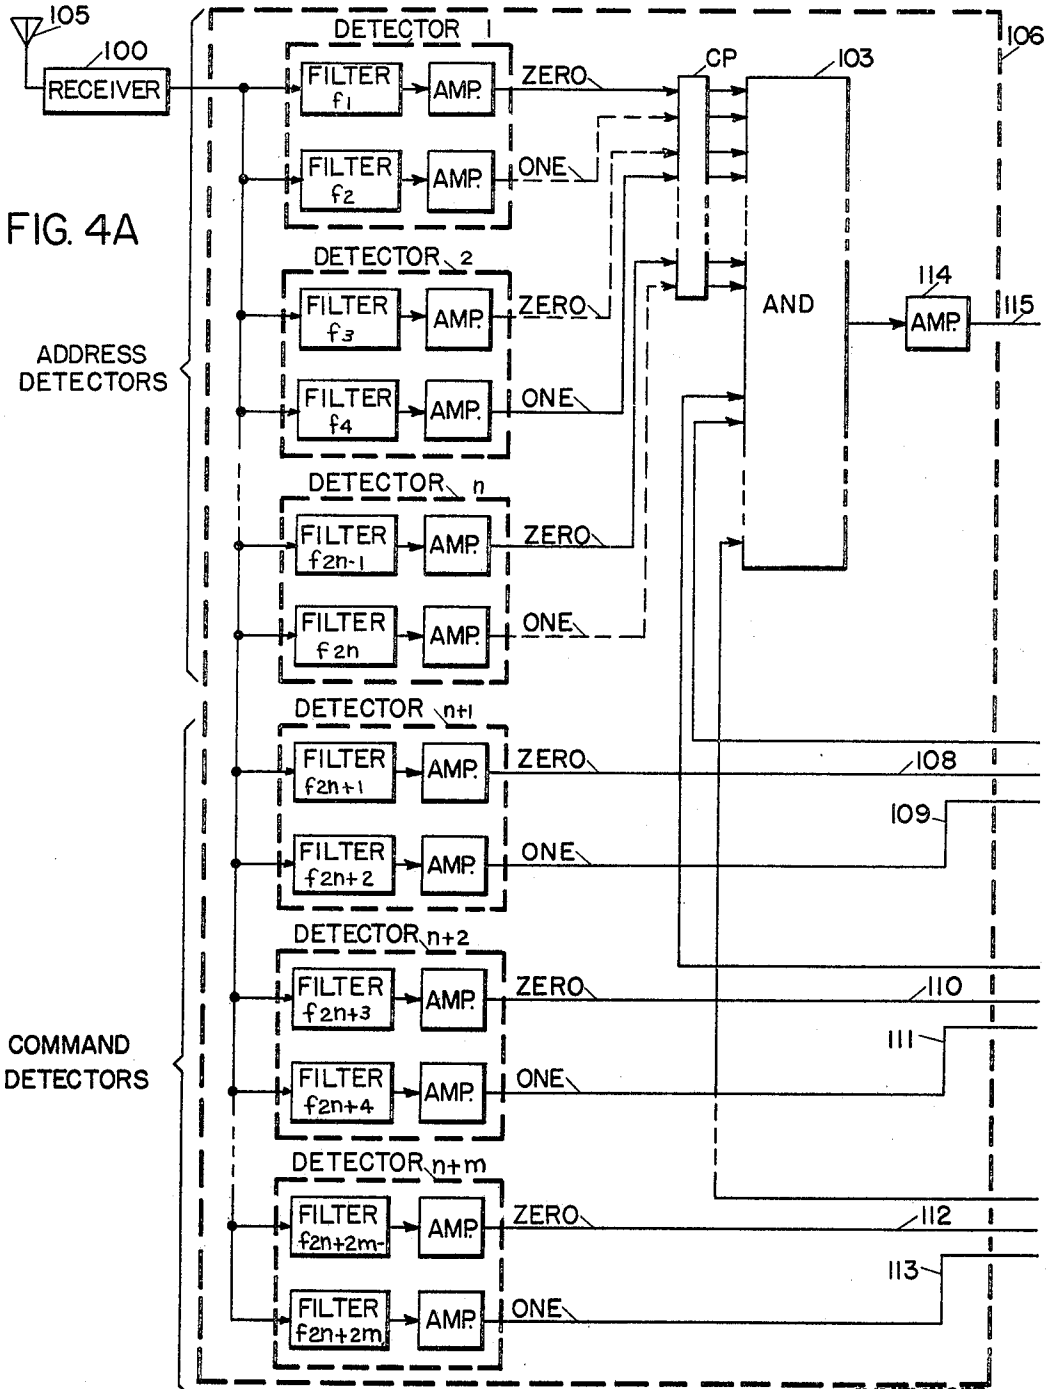 105
DETECTOR 1
106
100
RECEIVER
FILTER
f1
AMP.
ZERO
CP
103
FILTER
f2
AMP.
ONE
FIG. 4A
DETECTOR 2
FILTER
f3
AMP.
ZERO
AND
114
AMP.
115
ADDRESS
DETECTORS
FILTER
f4
AMP.
ONE
DETECTOR n
FILTER
f2n-1
AMP.
ZERO
FILTER
f2n
AMP.
ONE
DETECTOR n+1
FILTER
f2n+1
AMP.
ZERO
108
109
FILTER
f2n+2
AMP.
ONE
DETECTOR n+2
FILTER
f2n+3
AMP.
ZERO
110
111
COMMAND
DETECTORS
FILTER
f2n+4
AMP.
ONE
DETECTOR n+m
FILTER
f2n+2m-
AMP.
ZERO
112
113
FILTER
f2n+2m
AMP.
ONE